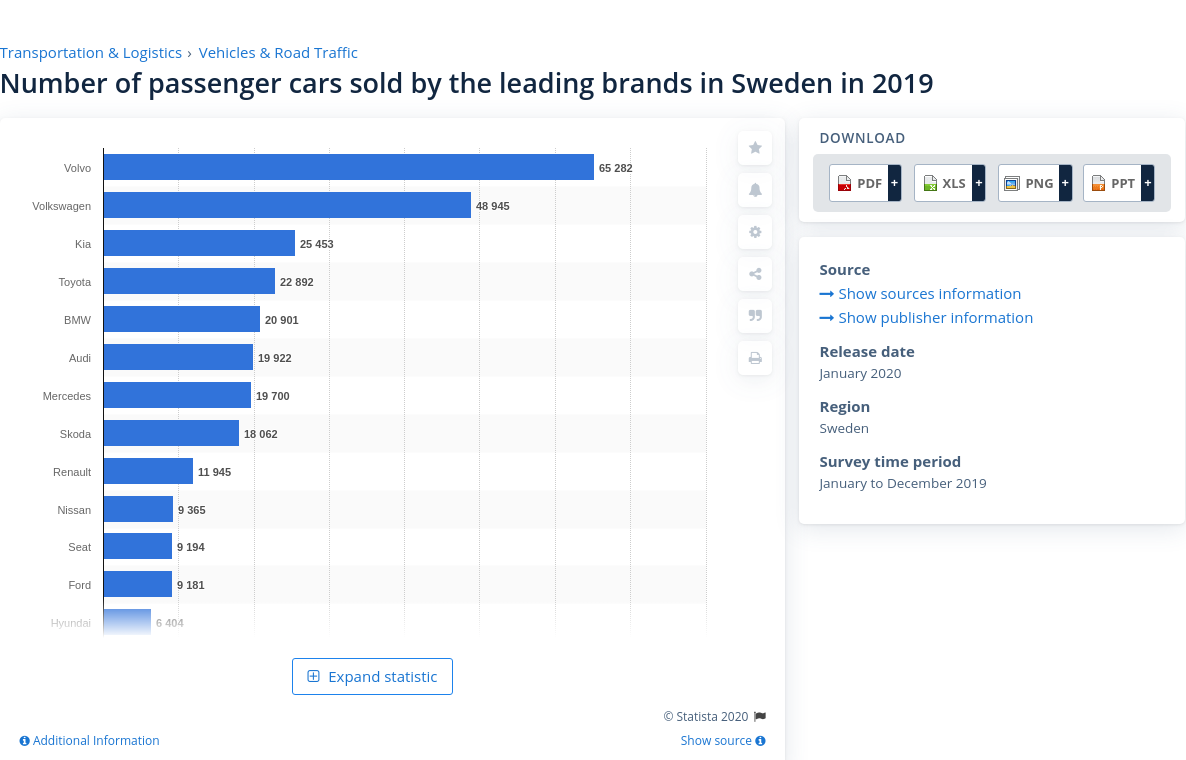 Transportation & Logistics › Vehicles & Road Traffic
Number of passenger cars sold by the leading brands in Sweden in 2019
Volvo 65 282
Volkswagen 48 945
Kia 25 453
Toyota 22 892
BMW 20 901
Audi 19 922
Mercedes 19 700
Skoda 18 062
Renault 11 945
Nissan 9 365
Seat 9 194
Ford 9 181
Hyundai 6 404
Expand statistic
© Statista 2020
Additional Information
Show source
DOWNLOAD
PDF + XLS + PNG + PPT +
Source
Show sources information
Show publisher information
Release date
January 2020
Region
Sweden
Survey time period
January to December 2019